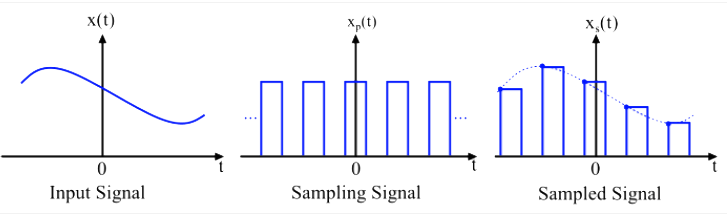 x(t)
0
t
Input Signal
xₚ(t)
...
...
0
t
Sampling Signal
xₛ(t)
0
t
Sampled Signal